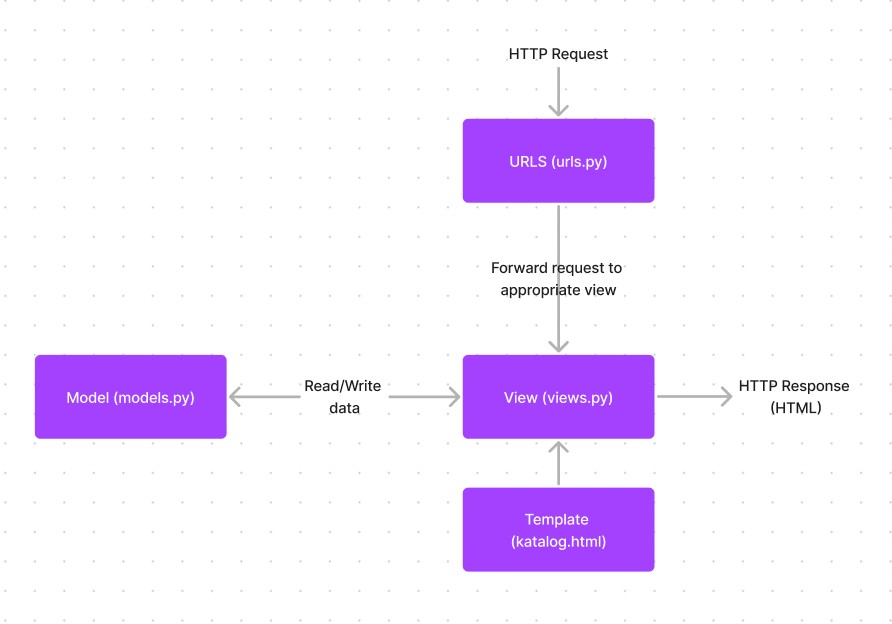 HTTP Request
URLS (urls.py)
Forward request to
appropriate view
Model (models.py)
Read/Write
data
View (views.py)
HTTP Response
(HTML)
Template
(katalog.html)